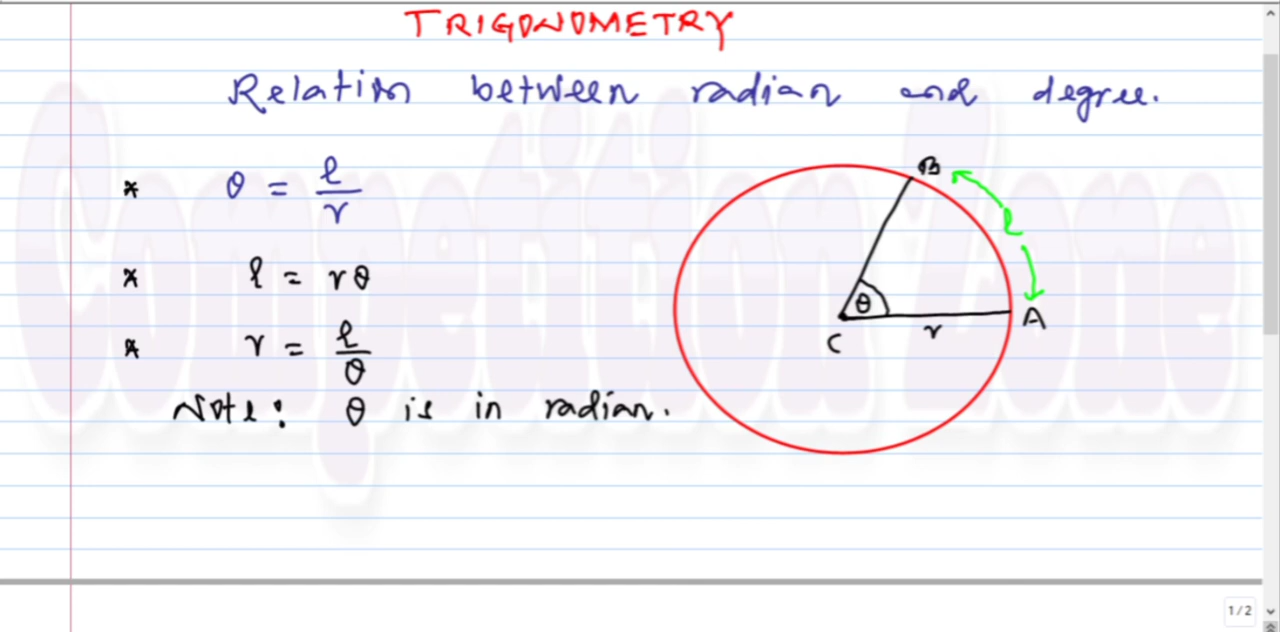 TRIGONOMETRY
Relation between radian and degree.
* θ = l/r
* l = rθ
* r = l/θ
Note: θ is in radian.
B
l
θ
A
C
r
Competition Zone
1/2